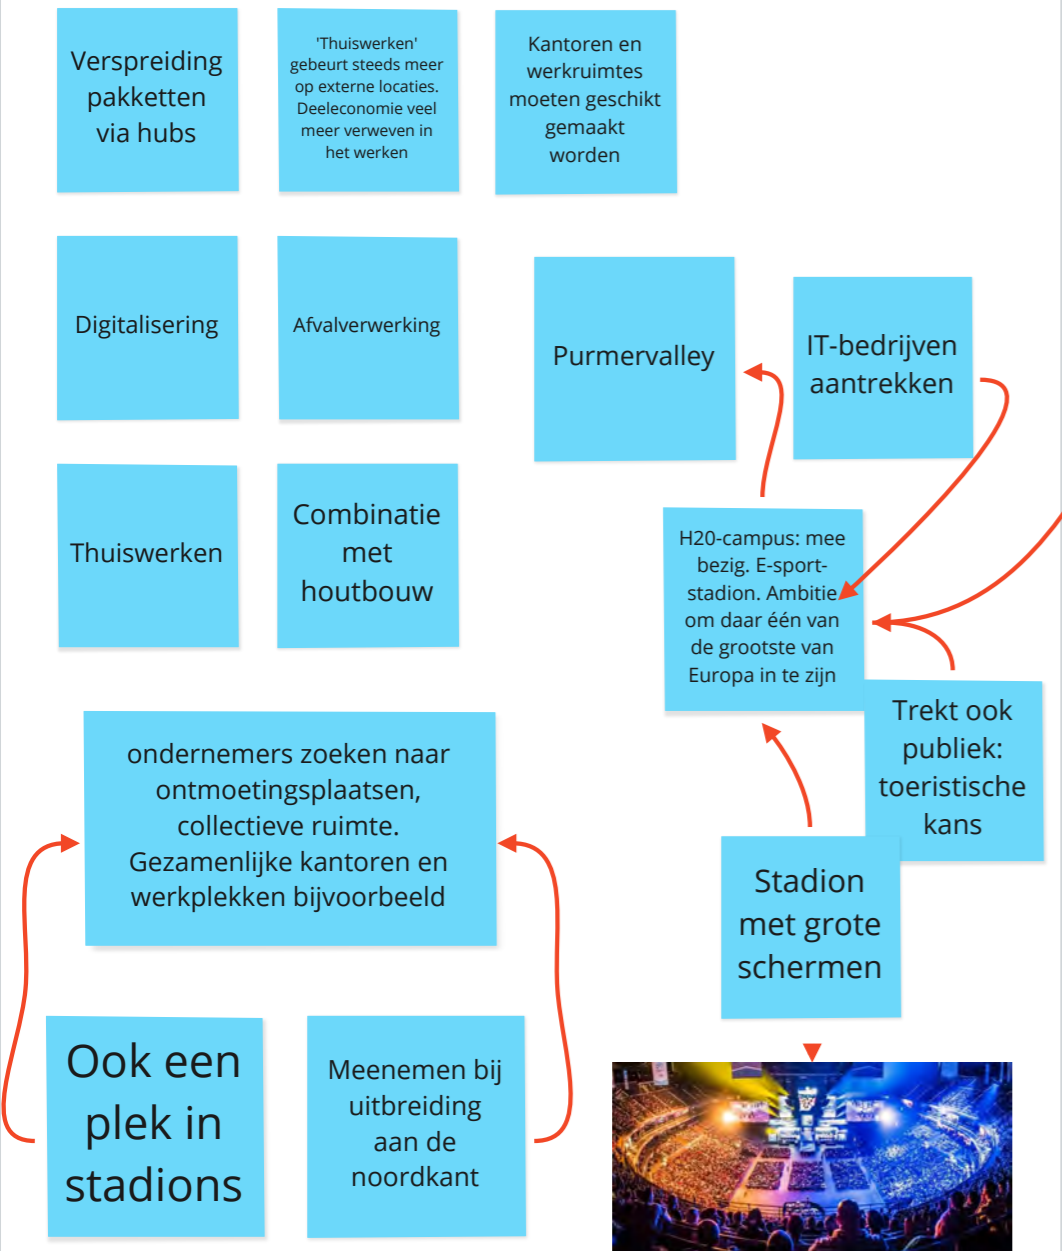 Verspreiding
pakketten
via hubs
'Thuiswerken'
gebeurt steeds meer
op externe locaties.
Deeleconomie veel
meer verweven in
het werken
Kantoren en
werkruimtes
moeten geschikt
gemaakt
worden
Digitalisering
Afvalverwerking
Purmervalley
IT-bedrijven
aantrekken
Thuiswerken
Combinatie
met
houtbouw
H20-campus: mee
bezig. E-sport-
stadion. Ambitie
om daar één van
de grootste van
Europa in te zijn
Trekt ook
publiek:
toeristische
kans
ondernemers zoeken naar
ontmoetingsplaatsen,
collectieve ruimte.
Gezamenlijke kantoren en
werkplekken bijvoorbeeld
Stadion
met grote
schermen
Ook een
plek in
stadions
Meenemen bij
uitbreiding
aan de
noordkant